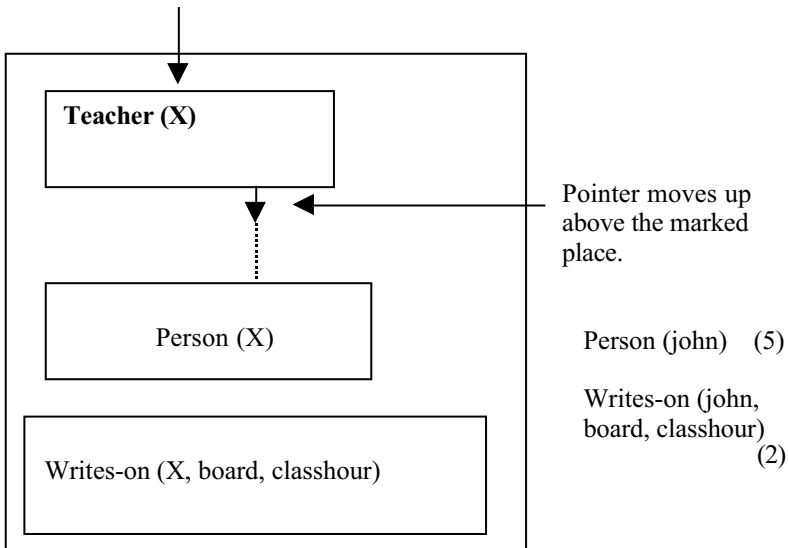 Teacher (X)
Pointer moves up
above the marked
place.
Person (X)
Person (john) (5)
Writes-on (john,
board, classhour)
(2)
Writes-on (X, board, classhour)